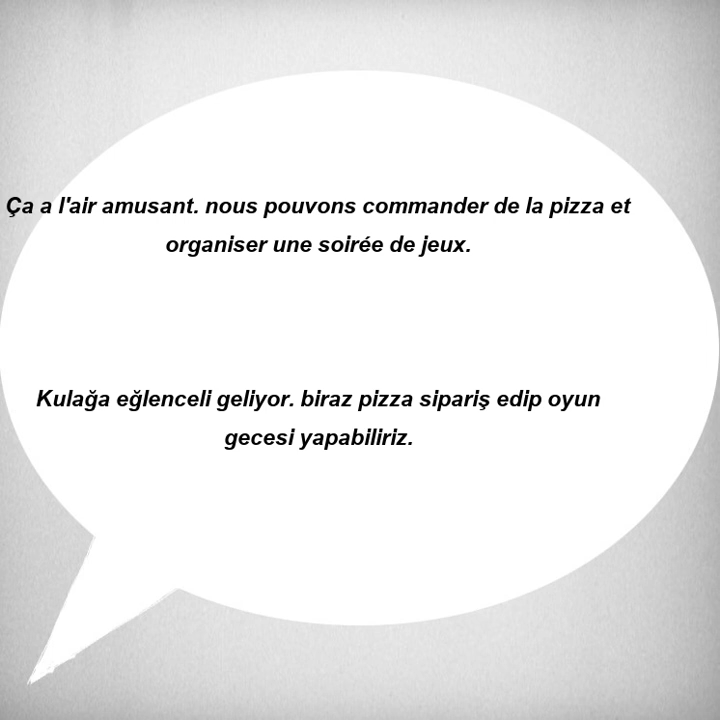 Ça a l'air amusant. nous pouvons commander de la pizza et
organiser une soirée de jeux.
Kulağa eğlenceli geliyor. biraz pizza sipariş edip oyun
gecesi yapabiliriz.